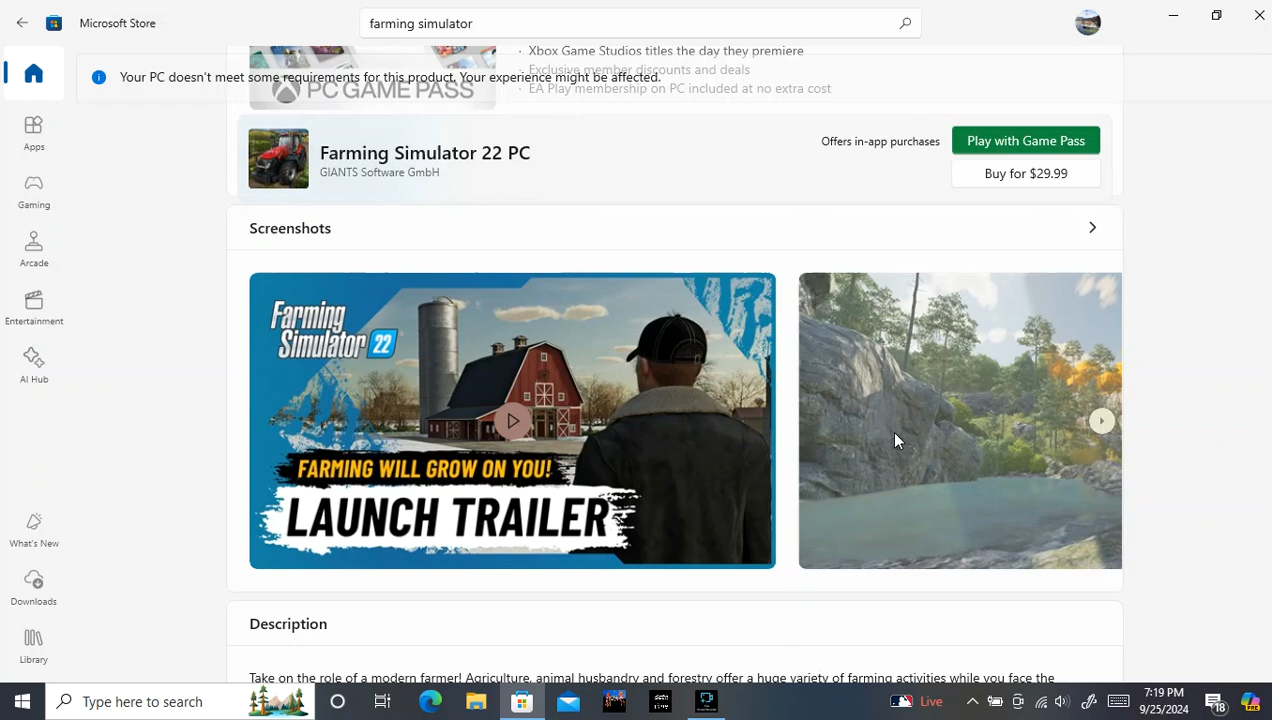 Microsoft Store
farming simulator
Xbox Game Studios titles the day they premiere
Your PC doesn't meet some requirements for this product. Your experience might be affected.
Exclusive member discounts and deals
PC GAME PASS
EA Play membership on PC included at no extra cost
Farming Simulator 22 PC
GIANTS Software GmbH
Offers in-app purchases
Play with Game Pass
Buy for $29.99
Home
Apps
Gaming
Arcade
Entertainment
AI Hub
What's New
Downloads
Library
Screenshots
Farming
Simulator 22
FARMING WILL GROW ON YOU!
LAUNCH TRAILER
Description
Take on the role of a modern farmer! Agriculture, animal husbandry and forestry offer a huge variety of farming activities while you face the
Type here to search
Live
7:19 PM
9/25/2024
18
PRE